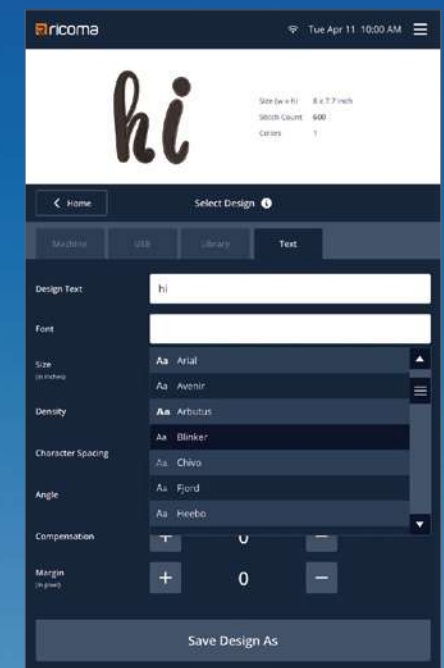 ricoma
Tue Apr 11 10:00 AM
hi
Size (w x h) 8 x 7.7 inch
Stitch Count 600
Colors 1
Home
Select Design
Machine USB Library Text
Design Text hi
Font
Size
(in inches)
Aa Arial
Aa Avenir
Density
Aa Arbutus
Aa Blinker
Character Spacing
Aa Chivo
Angle
Aa Fjord
Aa Heebo
Compensation + 0 −
Margin
(in pixel)
+ 0 −
Save Design As